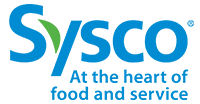 Sysco®
At the heart of
food and service